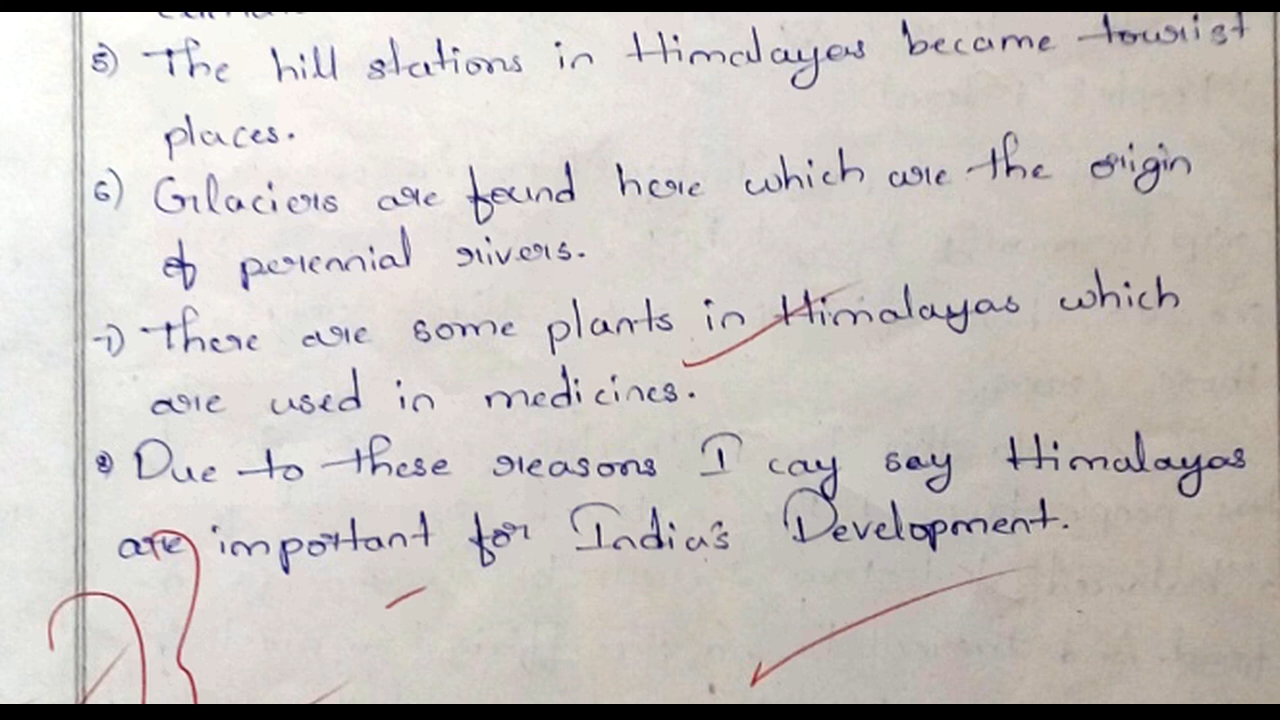 5) The hill stations in Himalayas became tourist
places.
6) Glaciers are found here which are the origin
of perennial rivers.
7) There are some plants in Himalayas which
are used in medicines.
8) Due to these reasons I cay say Himalayas
are important for India's Development.